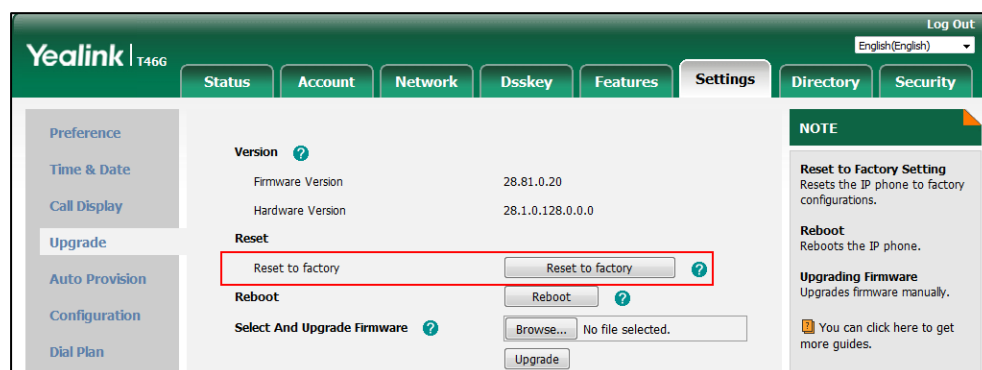 Log Out
Yealink T46G
English(English)
Status Account Network Dsskey Features Settings Directory Security
Preference
Time & Date
Call Display
Upgrade
Auto Provision
Configuration
Dial Plan
Version ?
Firmware Version 28.81.0.20
Hardware Version 28.1.0.128.0.0.0
Reset
Reset to factory Reset to factory ?
Reboot Reboot ?
Select And Upgrade Firmware ? Browse... No file selected.
Upgrade
NOTE
Reset to Factory Setting
Resets the IP phone to factory
configurations.
Reboot
Reboots the IP phone.
Upgrading Firmware
Upgrades firmware manually.
? You can click here to get
more guides.